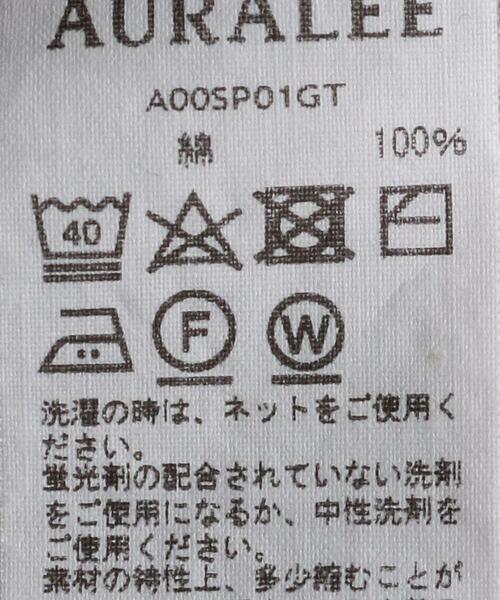 AURALEE
A00SP01GT
綿 100%
40
F W
洗濯の時は、ネットをご使用く
ださい。
蛍光剤の配合されていない洗剤
をご使用になるか、中性洗剤を
ご使用ください。
素材の特性上、多少縮むことが